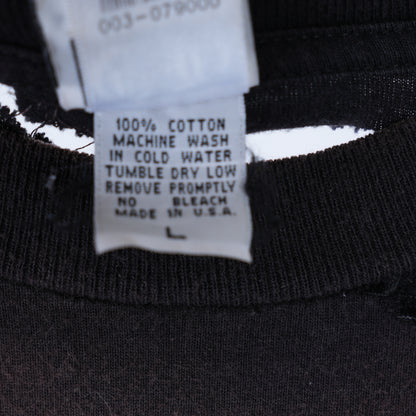 003-079000
100% COTTON
MACHINE WASH
IN COLD WATER
TUMBLE DRY LOW
REMOVE PROMPTLY
NO BLEACH
MADE IN U.S.A.
L